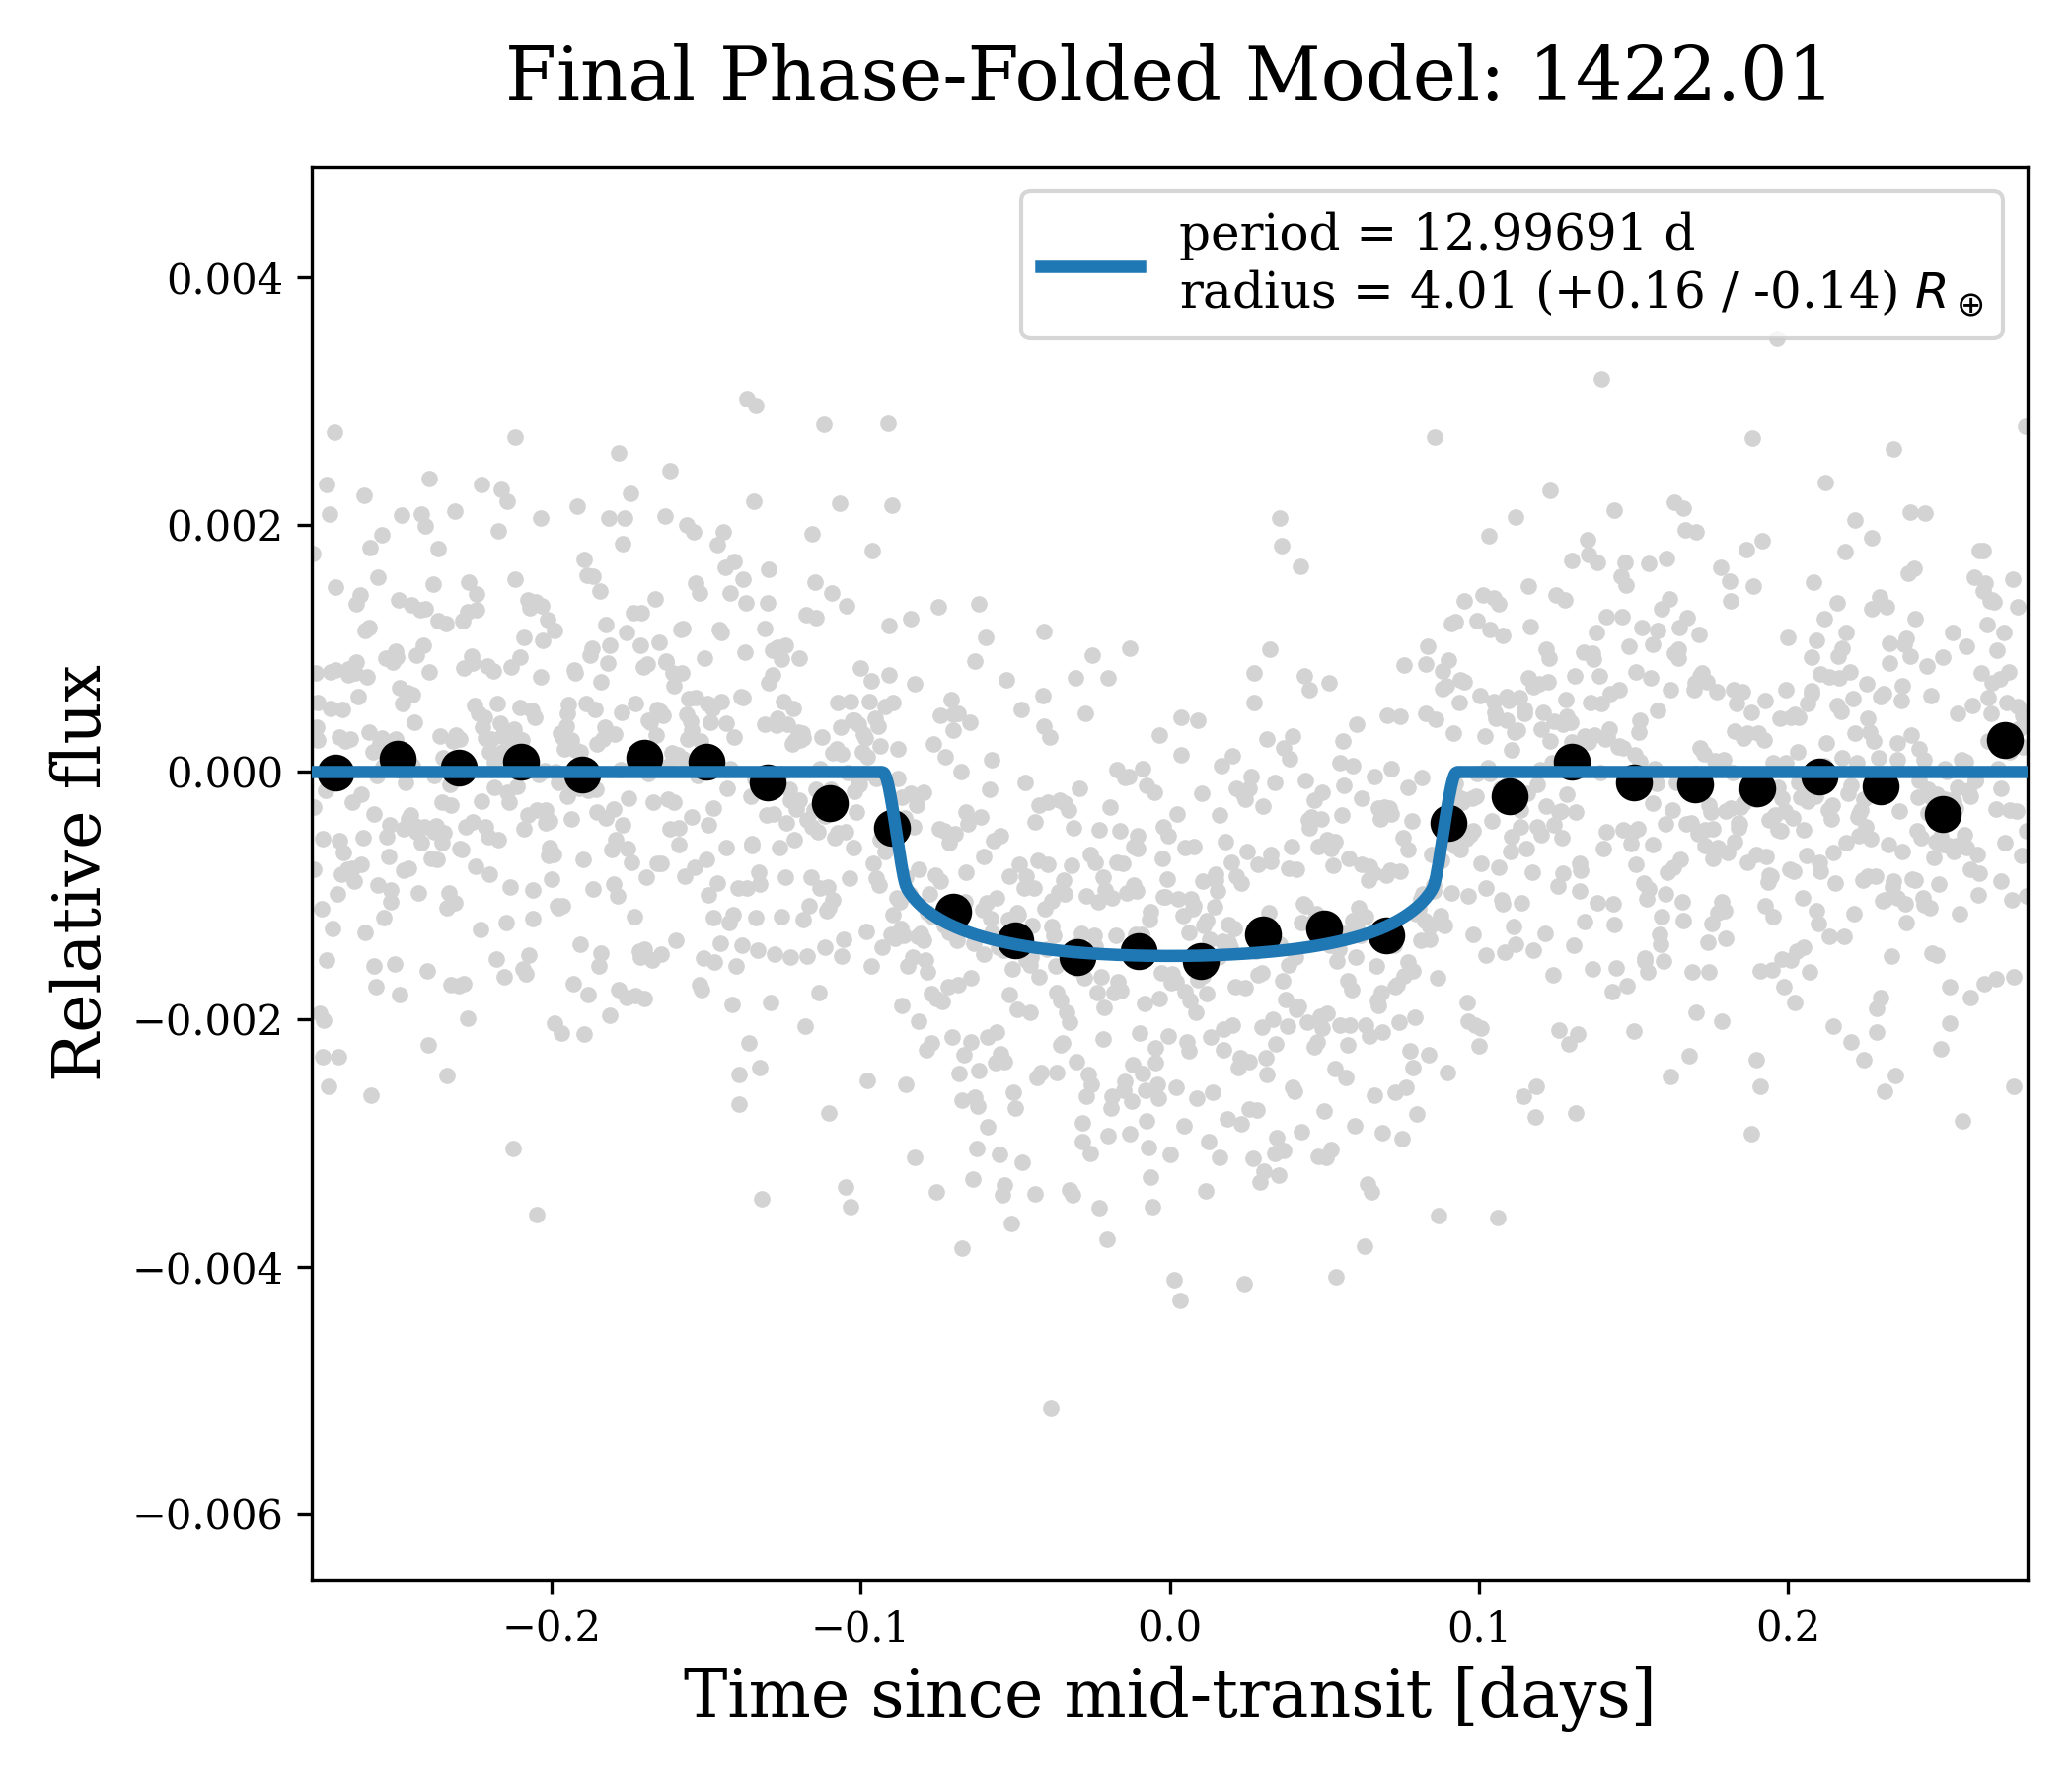 Final Phase-Folded Model: 1422.01
period = 12.99691 d
radius = 4.01 (+0.16 / -0.14) R⊕
0.004
0.002
0.000
−0.002
−0.004
−0.006
Relative flux
−0.2
−0.1
0.0
0.1
0.2
Time since mid-transit [days]